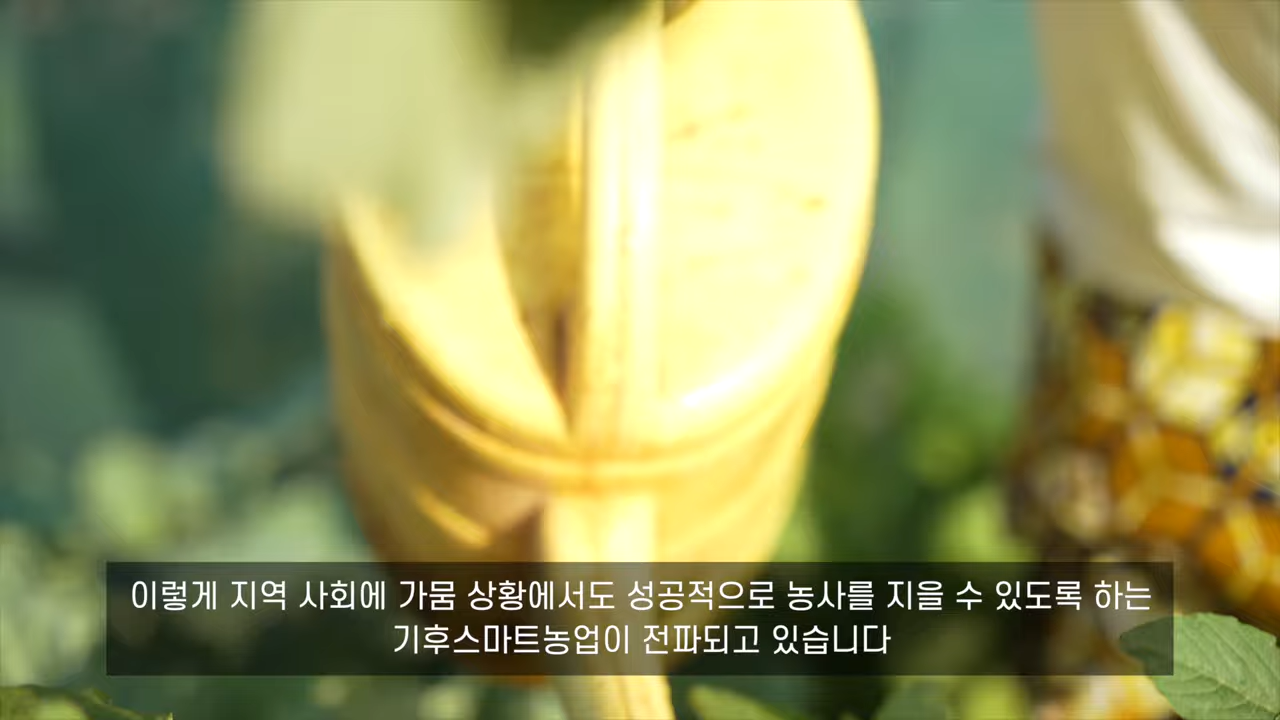 이렇게 지역 사회에 가뭄 상황에서도 성공적으로 농사를 지을 수 있도록 하는
기후스마트농업이 전파되고 있습니다